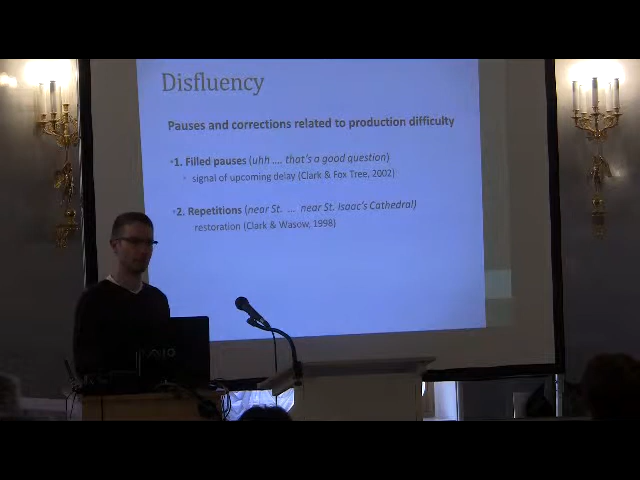 Disfluency
Pauses and corrections related to production difficulty
1. Filled pauses (uhh .... that's a good question)
signal of upcoming delay (Clark & Fox Tree, 2002)
2. Repetitions (near St. ... near St. Isaac's Cathedral)
restoration (Clark & Wasow, 1998)
VAIO